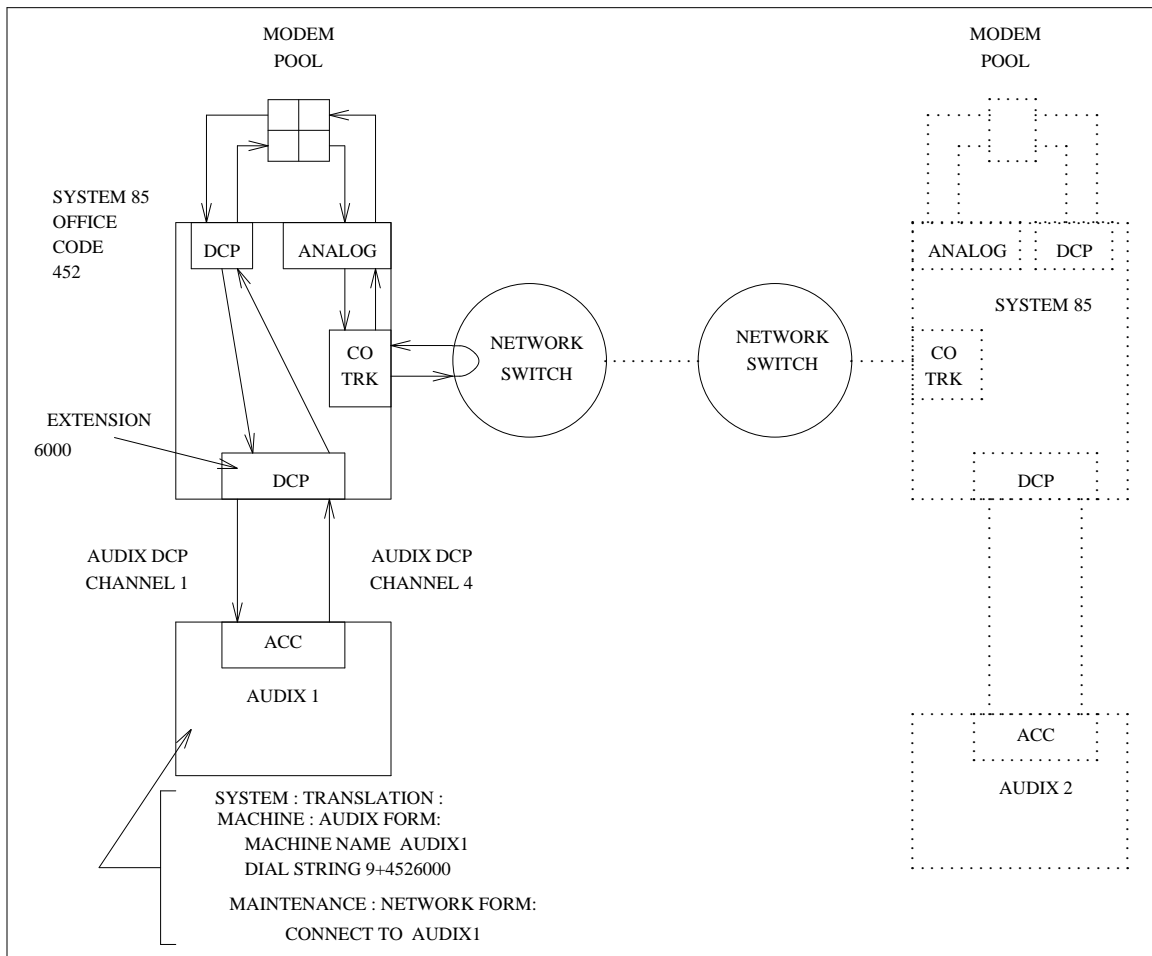 MODEM
POOL
MODEM
POOL
SYSTEM 85
OFFICE
CODE
452
DCP
ANALOG
ANALOG
DCP
SYSTEM 85
CO
TRK
NETWORK
SWITCH
NETWORK
SWITCH
CO
TRK
EXTENSION
6000
DCP
DCP
AUDIX DCP
CHANNEL 1
AUDIX DCP
CHANNEL 4
ACC
AUDIX 1
ACC
AUDIX 2
SYSTEM : TRANSLATION :
MACHINE : AUDIX FORM:
MACHINE NAME AUDIX1
DIAL STRING 9+4526000
MAINTENANCE : NETWORK FORM:
CONNECT TO AUDIX1